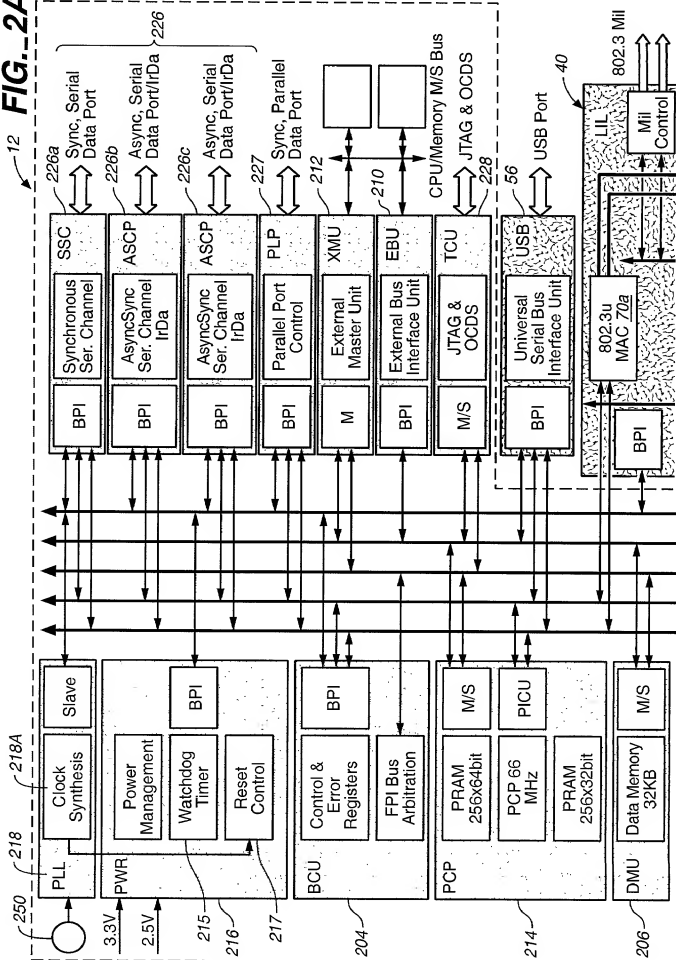 FIG._2A
12
226
226a
Sync, Serial
Data Port
226b
Async, Serial
Data Port/IrDa
226c
Async, Serial
Data Port/IrDa
227
Sync, Parallel
Data Port
212
210
CPU/Memory M/S Bus
JTAG & OCDS
228
56
USB Port
40
802.3 Mil
SSC
Synchronous
Ser. Channel
BPI
ASCP
AsyncSync
Ser. Channel
IrDa
BPI
ASCP
AsyncSync
Ser. Channel
IrDa
BPI
PLP
Parallel Port
Control
BPI
XMU
External
Master Unit
M
EBU
External Bus
Interface Unit
BPI
TCU
JTAG &
OCDS
M/S
USB
Universal
Serial Bus
Interface Unit
BPI
LIL
Mil
Control
802.3u
MAC 70a
BPI
218A
218
250
PLL
Clock
Synthesis
Slave
3.3V
2.5V
PWR
Power
Management
Watchdog
Timer
Reset
Control
BPI
215
216
217
BCU
Control &
Error
Registers
BPI
FPI Bus
Arbitration
204
PCP
PRAM
256x64bit
M/S
PCP 66
MHz
PICU
PRAM
256x32bit
214
DMU
Data Memory
32KB
M/S
206